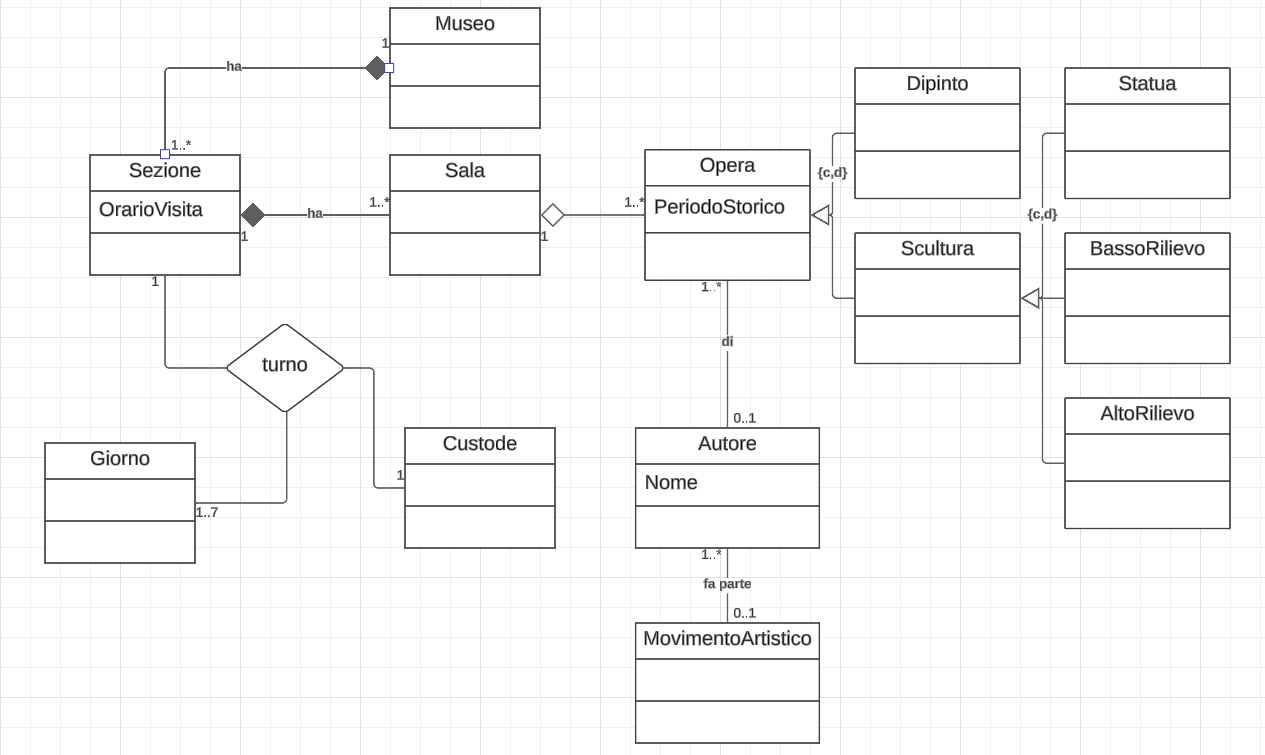 Museo
1
ha
1..*
Sezione
OrarioVisita
1
ha
1..*
Sala
1
1..*
Opera
PeriodoStorico
{c,d}
Dipinto
Scultura
{c,d}
Statua
BassoRilievo
AltoRilievo
1
turno
Giorno
1..7
Custode
1
1..*
di
0..1
Autore
Nome
1..*
fa parte
0..1
MovimentoArtistico